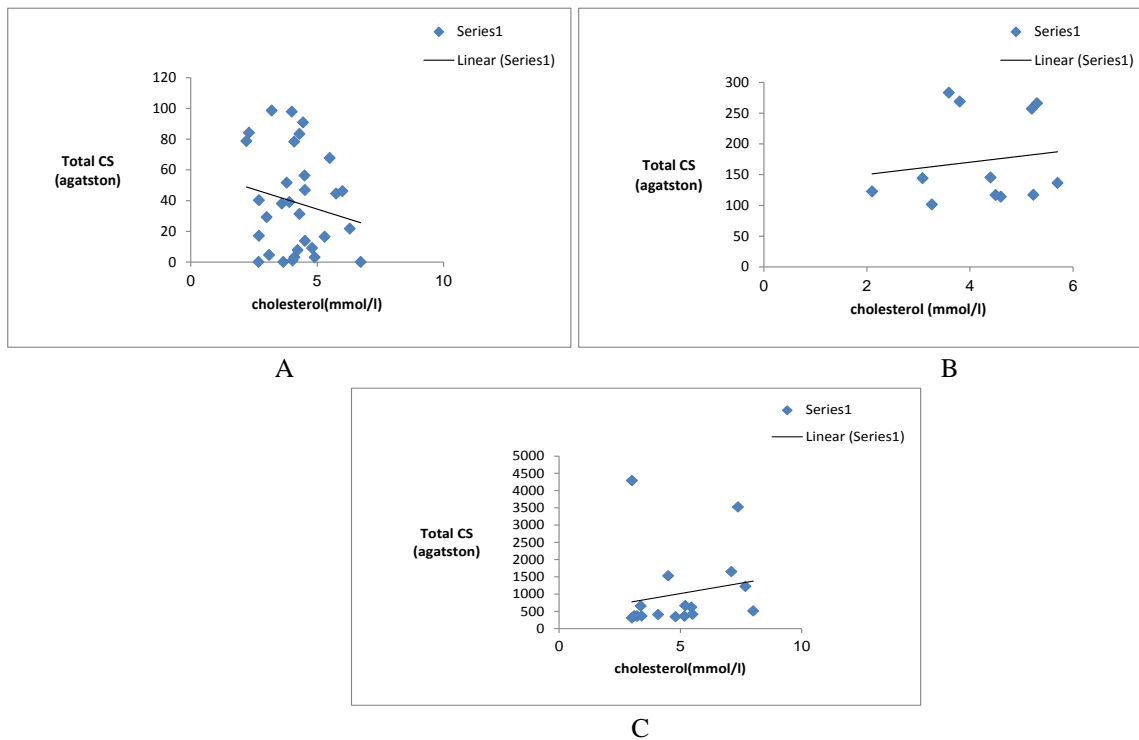 Series1
Linear (Series1)
120
100
80
60
40
20
0
Total CS
(agatston)
0 5 10
cholesterol(mmol/l)
A
Series1
Linear (Series1)
300
250
200
150
100
50
0
Total CS
(agatston)
0 2 4 6
cholesterol (mmol/l)
B
Series1
Linear (Series1)
5000
4500
4000
3500
3000
2500
2000
1500
1000
500
0
Total CS
(agatston)
0 5 10
cholesterol(mmol/l)
C